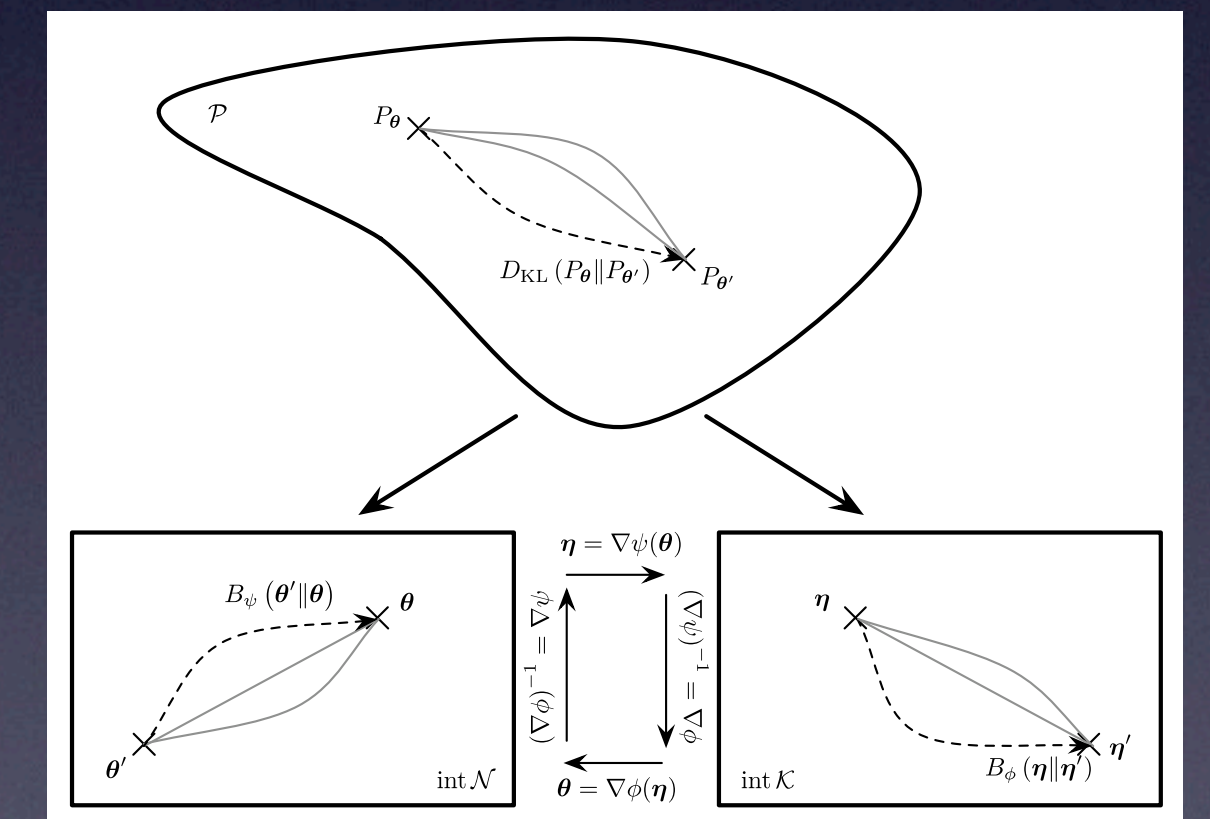 𝒫
P_𝜽
D_KL (P_𝜽‖P_𝜽′)
P_𝜽′
𝜼 = ∇ψ(𝜽)
B_ψ (𝜽′‖𝜽)
𝜽
𝜽′
int 𝒩
(∇ϕ)⁻¹ = ∇ψ
(∇ψ)⁻¹ = ∇ϕ
𝜽 = ∇ϕ(𝜼)
𝜼
𝜼′
B_ϕ (𝜼‖𝜼′)
int 𝒦